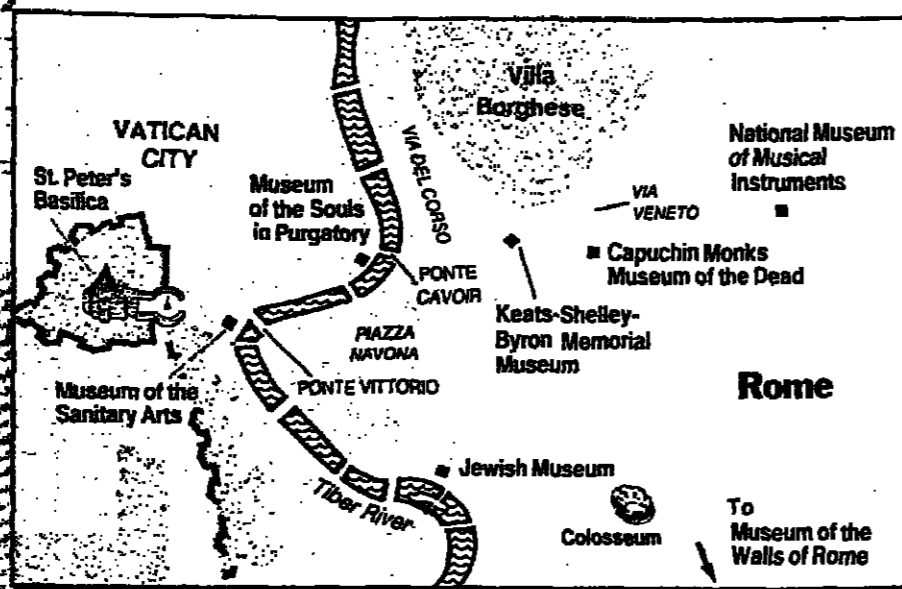 Villa
Borghese
VATICAN
CITY
National Museum
of Musical
Instruments
St. Peter's
Basilica
Museum
of the Souls
in Purgatory
VIA DEL CORSO
VIA
VENETO
Capuchin Monks
Museum of the Dead
PONTE
CAVOIR
Keats-Shelley-
Byron Memorial
Museum
PIAZZA
NAVONA
Museum of the
Sanitary Arts
PONTE VITTORIO
Rome
Jewish Museum
Tiber River
Colosseum
To
Museum of the
Walls of Rome